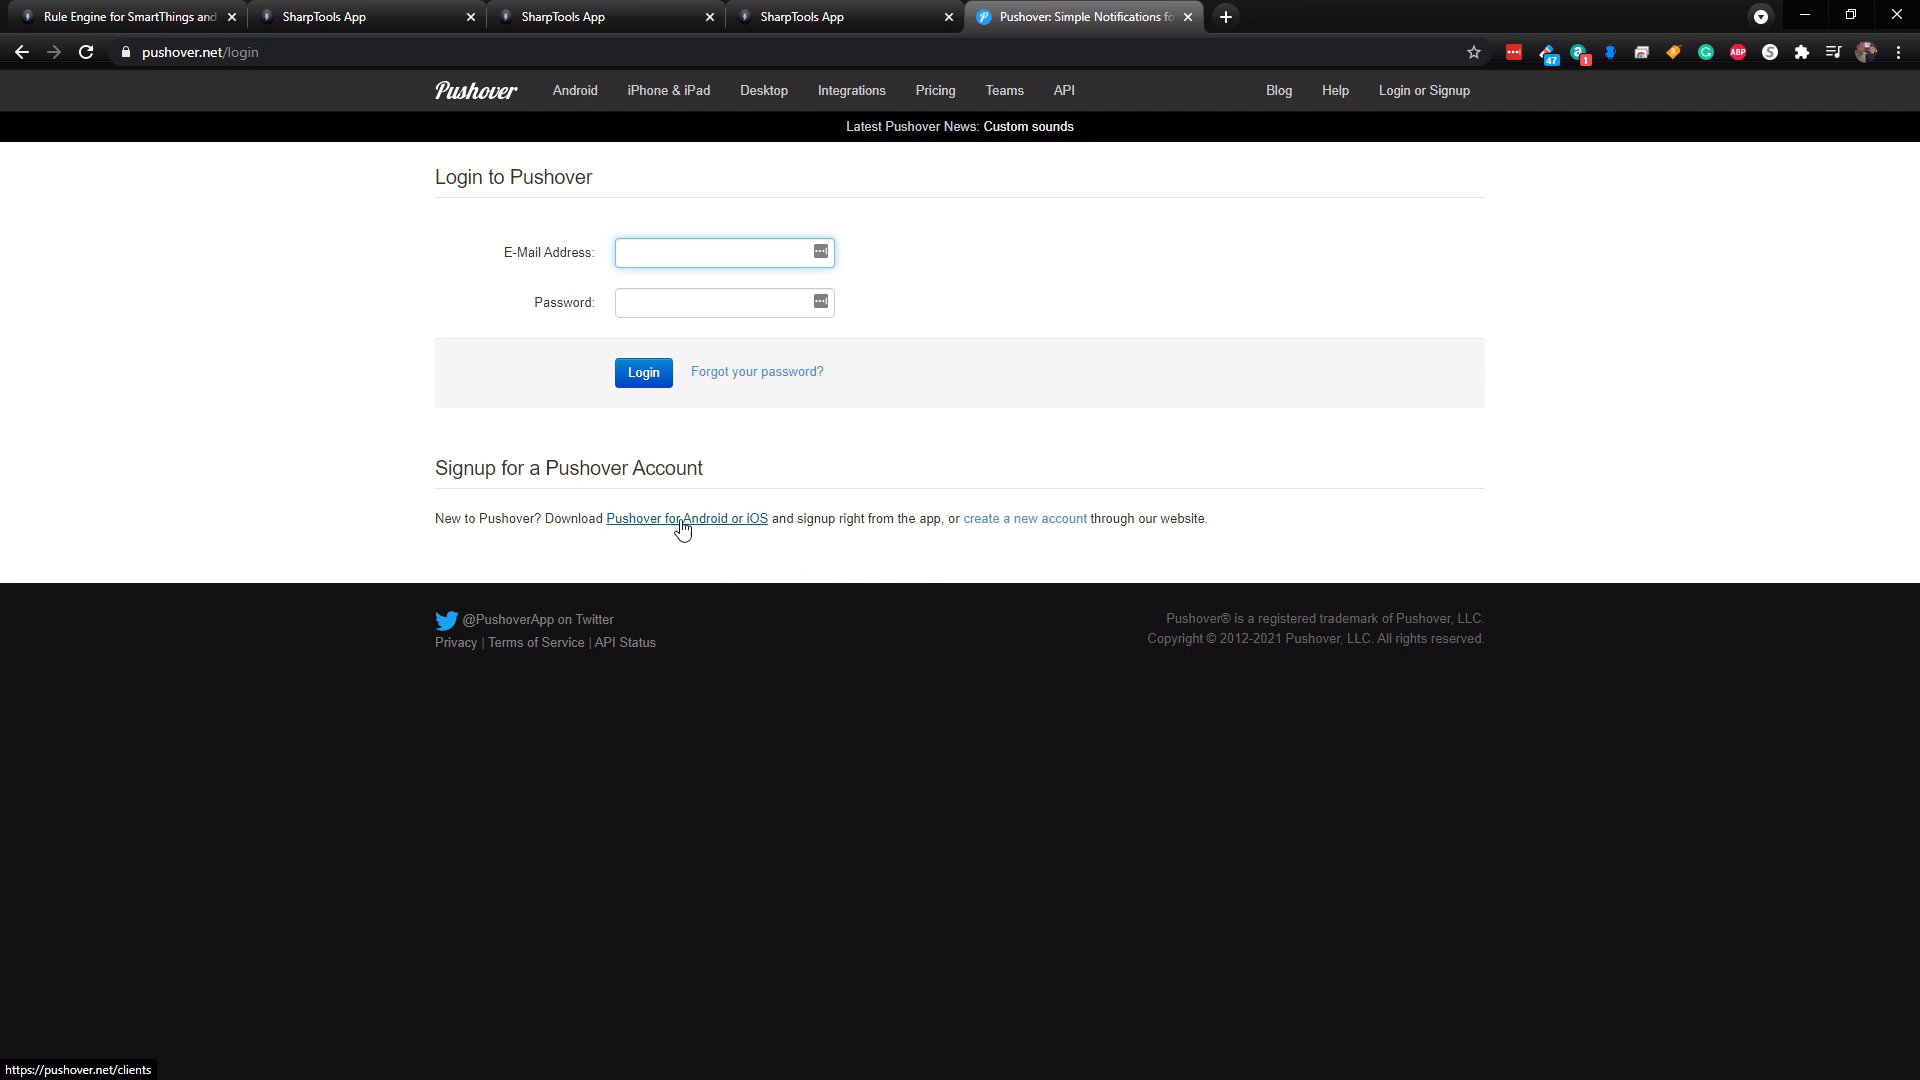 Rule Engine for SmartThings and
SharpTools App
SharpTools App
SharpTools App
Pushover: Simple Notifications fo
pushover.net/login
47
1
ABP
Pushover
Android
iPhone & iPad
Desktop
Integrations
Pricing
Teams
API
Blog
Help
Login or Signup
Latest Pushover News: Custom sounds
Login to Pushover
E-Mail Address:
Password:
Login
Forgot your password?
Signup for a Pushover Account
New to Pushover? Download Pushover for Android or iOS and signup right from the app, or create a new account through our website.
@PushoverApp on Twitter
Privacy | Terms of Service | API Status
Pushover® is a registered trademark of Pushover, LLC.
Copyright © 2012-2021 Pushover, LLC. All rights reserved.
https://pushover.net/clients